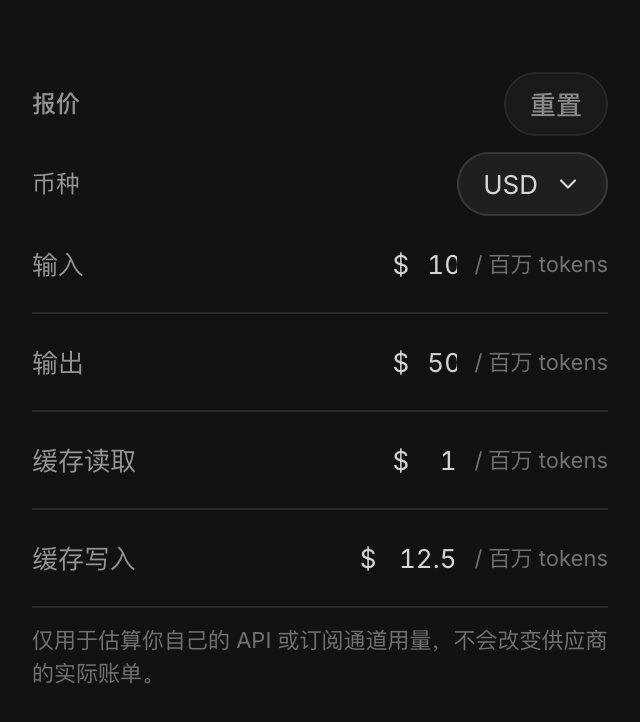 报价 重置
币种 USD
输入 $ 10 / 百万 tokens
输出 $ 50 / 百万 tokens
缓存读取 $ 1 / 百万 tokens
缓存写入 $ 12.5 / 百万 tokens
仅用于估算你自己的 API 或订阅通道用量，不会改变供应商
的实际账单。